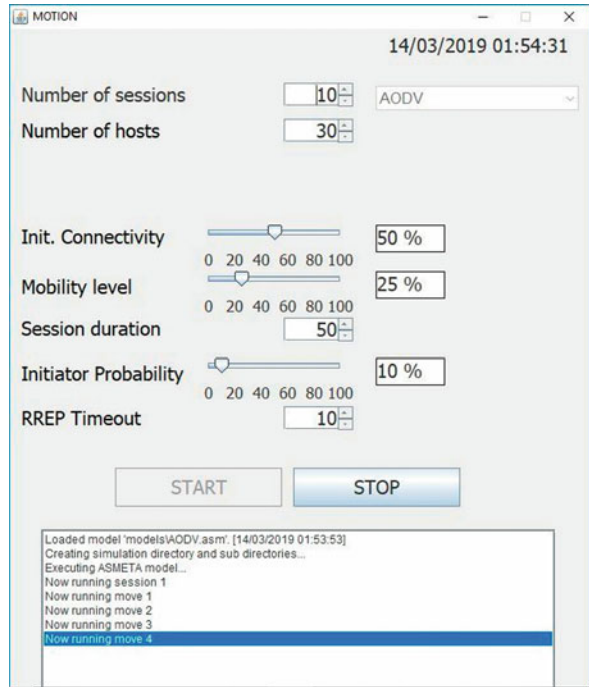 MOTION
14/03/2019 01:54:31
Number of sessions 10 AODV
Number of hosts 30
Init. Connectivity 50 %
0 20 40 60 80 100
Mobility level 25 %
0 20 40 60 80 100
Session duration 50
Initiator Probability 10 %
0 20 40 60 80 100
RREP Timeout 10
START STOP
Loaded model 'models\AODV.asm'. [14/03/2019 01:53:53]
Creating simulation directory and sub directories...
Executing ASMETA model...
Now running session 1
Now running move 1
Now running move 2
Now running move 3
Now running move 4